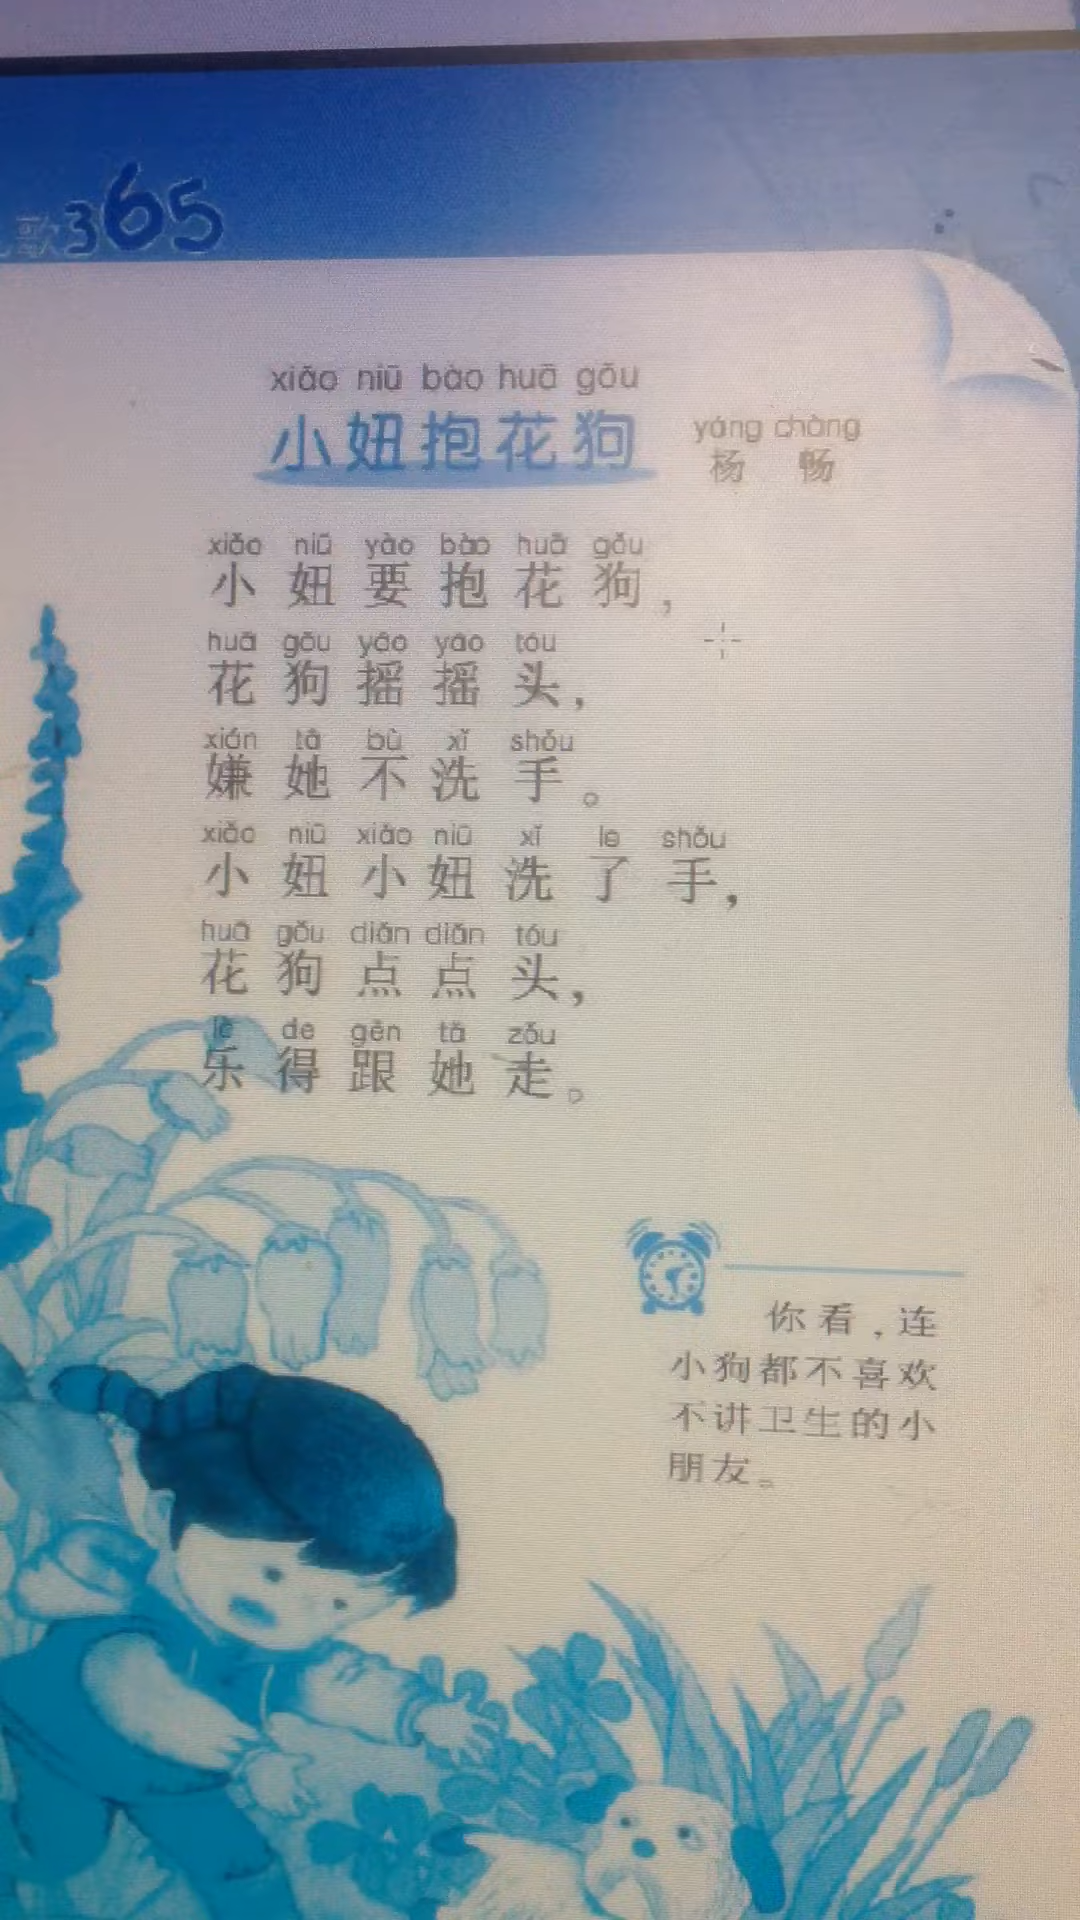 歌365
xiǎo niū bào huā gǒu
小妞抱花狗
yáng chàng
杨 畅
xiǎo niū yào bào huā gǒu
小 妞 要 抱 花 狗，
huā gǒu yáo yáo tóu
花 狗 摇 摇 头，
xián tā bù xǐ shǒu
嫌 她 不 洗 手。
xiǎo niū xiǎo niū xǐ le shǒu
小 妞 小 妞 洗 了 手，
huā gǒu diǎn diǎn tóu
花 狗 点 点 头，
lè de gēn tā zǒu
乐 得 跟 她 走。
你看，连
小狗都不喜欢
不讲卫生的小
朋友。